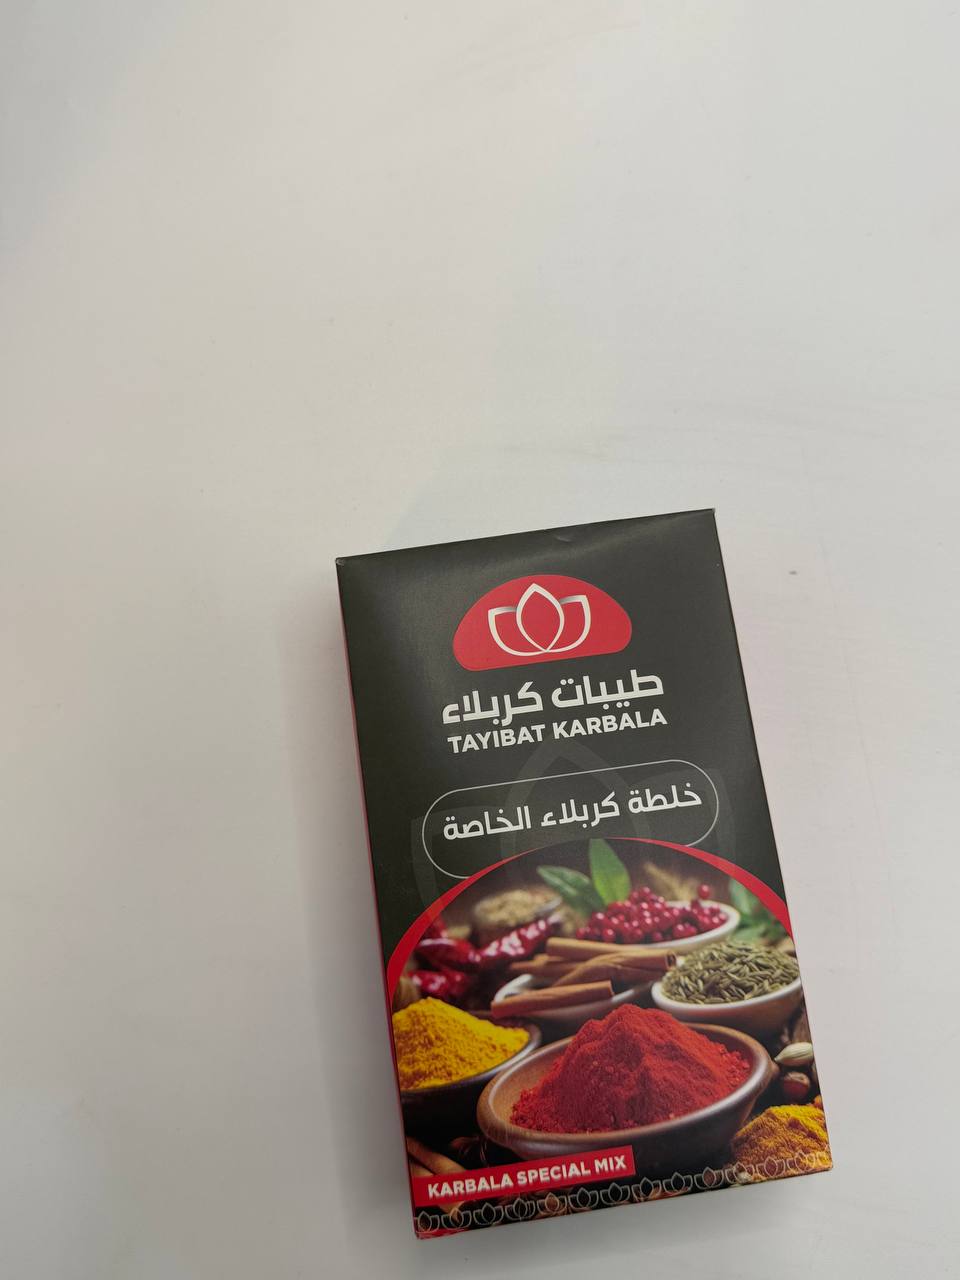 طيبات كربلاء
TAYIBAT KARBALA
خلطة كربلاء الخاصة
KARBALA SPECIAL MIX